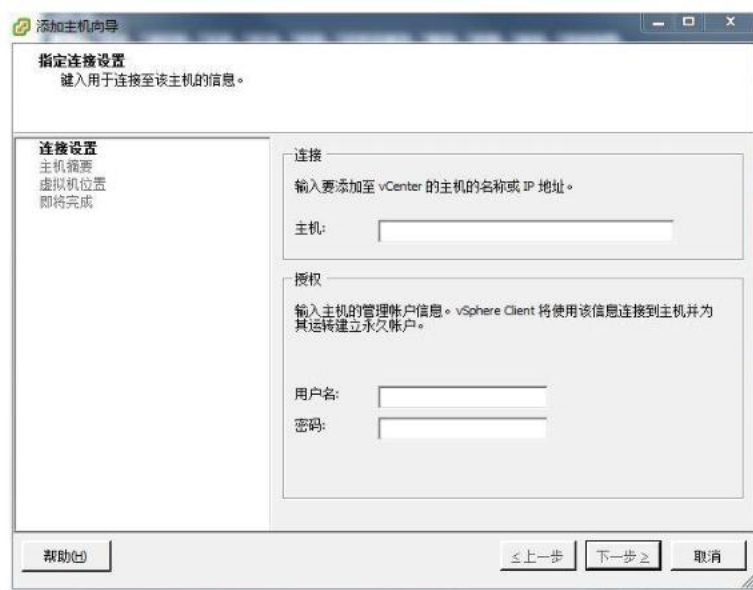 添加主机向导
指定连接设置
键入用于连接至该主机的信息。
连接设置
主机摘要
虚拟机位置
即将完成
连接
输入要添加至 vCenter 的主机的名称或 IP 地址。
主机:
授权
输入主机的管理帐户信息。vSphere Client 将使用该信息连接到主机并为
其运转建立永久帐户。
用户名:
密码:
帮助(H)
≤上一步
下一步≥
取消